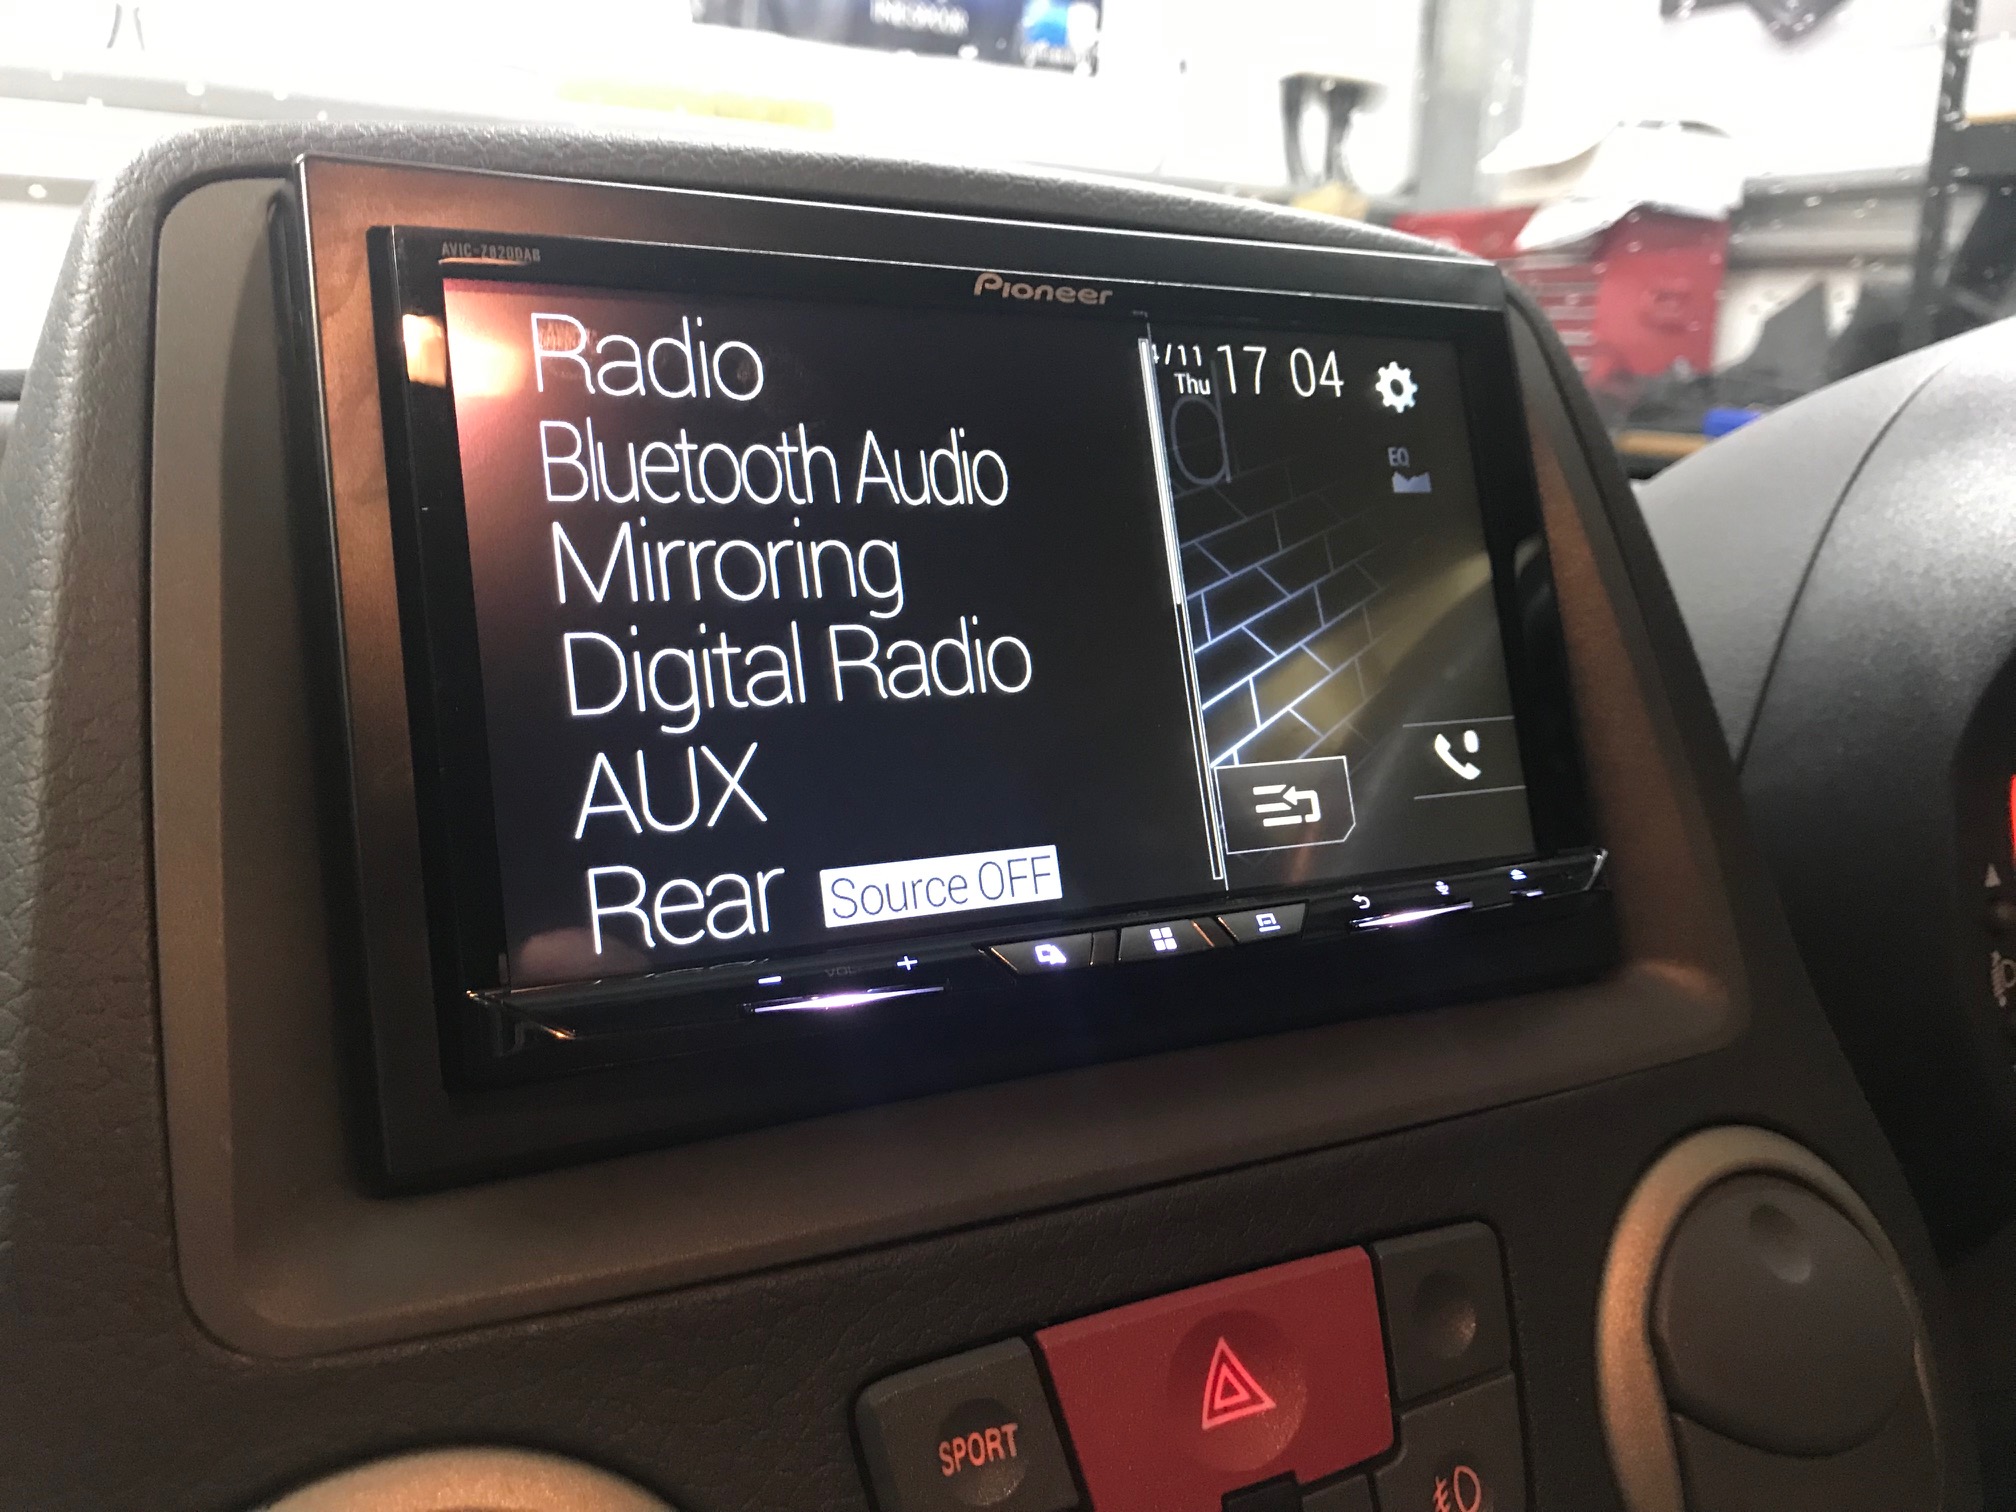 AVIC-Z820DAB
Pioneer
Radio
Bluetooth Audio
Mirroring
Digital Radio
AUX
Rear
Source OFF
/11
Thu
17 04
EQ
VOL
SPORT